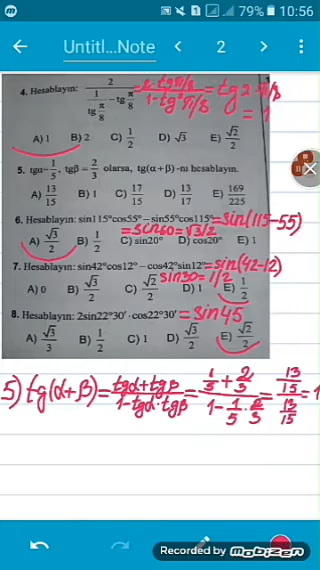 79% 10:56
Untitl...Note 2
4. Hesablayın: 2 / (1/tg π/8 − tg π/8) = 2·tgπ/8 / 1-tg²π/8 = tg2·π/8
= 1
A) 1 B) 2 C) 1/2 D) √3 E) √2/2
5. tgα=1/5, tgβ=2/3 olarsa, tg(α+β)-nı hesablayın.
A) 13/15 B) 1 C) 17/15 D) 13/17 E) 169/225
6. Hesablayın: sin115°cos55°−sin55°cos115° = sin(115-55)
= sin60 = √3/2
A) √3/2 B) 1/2 C) sin20° D) cos20° E) 1
7. Hesablayın: sin42°cos12°− cos42°sin12° = sin(42-12)
sin30 = 1/2
A) 0 B) √3/2 C) √2/2 D) 1 E) 1/2
8. Hesablayın: 2sin22°30′·cos22°30′ = sin45
A) √3/3 B) 1/2 C) 1 D) √3/2 E) √2/2
5) tg(α+β) = tgα+tgβ / 1-tgα·tgβ = (1/5 + 2/3) / (1 - 1/5·2/3) = (13/15) / (13/15) = 1
Recorded by mobizen